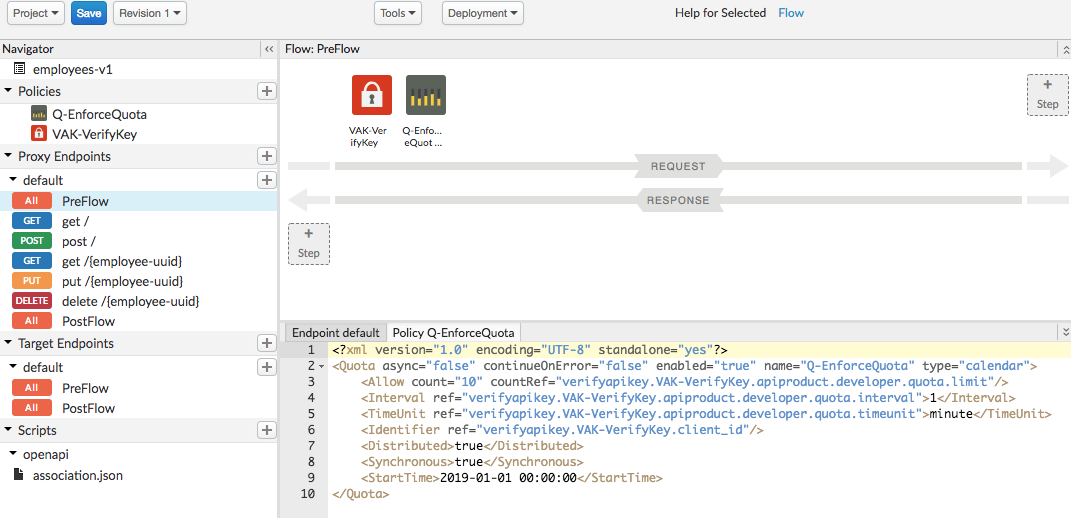 Project
Save
Revision 1
Tools
Deployment
Help for Selected Flow
Navigator
employees-v1
Policies
Q-EnforceQuota
VAK-VerifyKey
Proxy Endpoints
default
All PreFlow
GET get /
POST post /
GET get /{employee-uuid}
PUT put /{employee-uuid}
DELETE delete /{employee-uuid}
All PostFlow
Target Endpoints
default
All PreFlow
All PostFlow
Scripts
openapi
association.json
Flow: PreFlow
VAK-Ver
ifyKey
Q-Enfo...
eQuot ...
+
Step
REQUEST
RESPONSE
+
Step
Endpoint default
Policy Q-EnforceQuota
1 <?xml version="1.0" encoding="UTF-8" standalone="yes"?>
2 <Quota async="false" continueOnError="false" enabled="true" name="Q-EnforceQuota" type="calendar">
3 <Allow count="10" countRef="verifyapikey.VAK-VerifyKey.apiproduct.developer.quota.limit"/>
4 <Interval ref="verifyapikey.VAK-VerifyKey.apiproduct.developer.quota.interval">1</Interval>
5 <TimeUnit ref="verifyapikey.VAK-VerifyKey.apiproduct.developer.quota.timeunit">minute</TimeUnit>
6 <Identifier ref="verifyapikey.VAK-VerifyKey.client_id"/>
7 <Distributed>true</Distributed>
8 <Synchronous>true</Synchronous>
9 <StartTime>2019-01-01 00:00:00</StartTime>
10 </Quota>